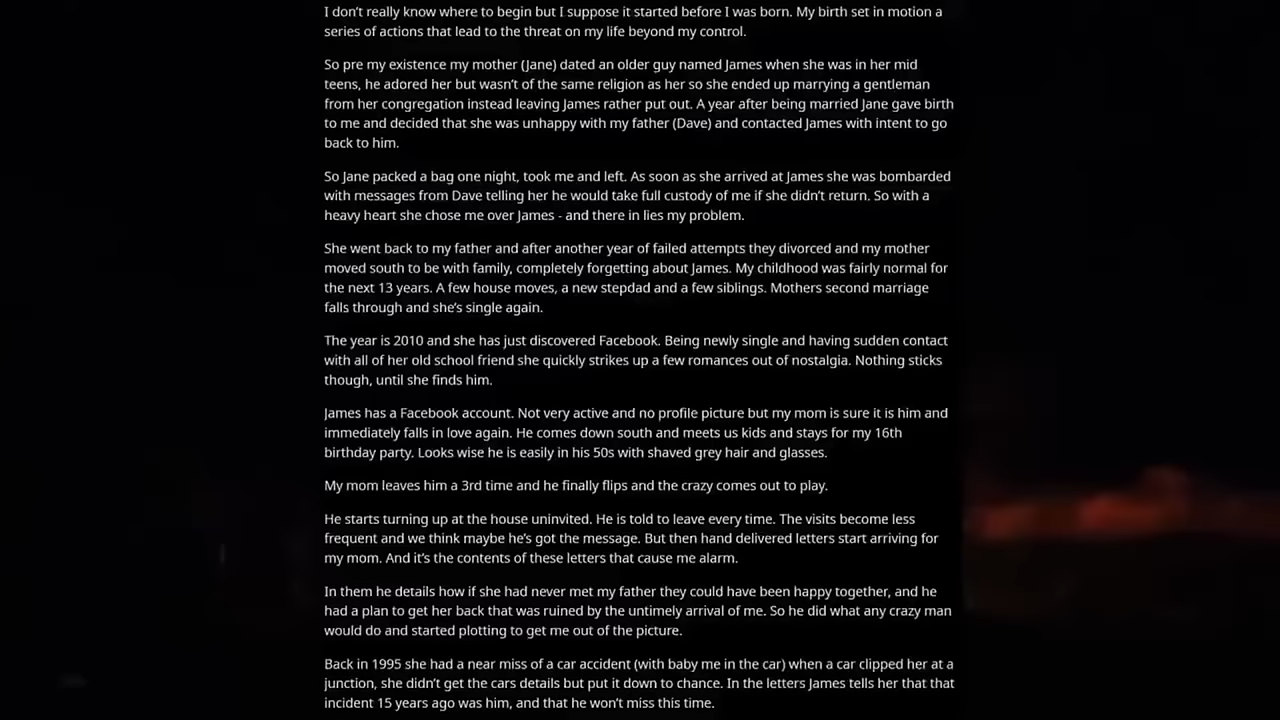 I don't really know where to begin but I suppose it started before I was born. My birth set in motion a
series of actions that lead to the threat on my life beyond my control.
So pre my existence my mother (Jane) dated an older guy named James when she was in her mid
teens, he adored her but wasn't of the same religion as her so she ended up marrying a gentleman
from her congregation instead leaving James rather put out. A year after being married Jane gave birth
to me and decided that she was unhappy with my father (Dave) and contacted James with intent to go
back to him.
So Jane packed a bag one night, took me and left. As soon as she arrived at James she was bombarded
with messages from Dave telling her he would take full custody of me if she didn't return. So with a
heavy heart she chose me over James - and there in lies my problem.
She went back to my father and after another year of failed attempts they divorced and my mother
moved south to be with family, completely forgetting about James. My childhood was fairly normal for
the next 13 years. A few house moves, a new stepdad and a few siblings. Mothers second marriage
falls through and she's single again.
The year is 2010 and she has just discovered Facebook. Being newly single and having sudden contact
with all of her old school friend she quickly strikes up a few romances out of nostalgia. Nothing sticks
though, until she finds him.
James has a Facebook account. Not very active and no profile picture but my mom is sure it is him and
immediately falls in love again. He comes down south and meets us kids and stays for my 16th
birthday party. Looks wise he is easily in his 50s with shaved grey hair and glasses.
My mom leaves him a 3rd time and he finally flips and the crazy comes out to play.
He starts turning up at the house uninvited. He is told to leave every time. The visits become less
frequent and we think maybe he's got the message. But then hand delivered letters start arriving for
my mom. And it's the contents of these letters that cause me alarm.
In them he details how if she had never met my father they could have been happy together, and he
had a plan to get her back that was ruined by the untimely arrival of me. So he did what any crazy man
would do and started plotting to get me out of the picture.
Back in 1995 she had a near miss of a car accident (with baby me in the car) when a car clipped her at a
junction, she didn't get the cars details but put it down to chance. In the letters James tells her that that
incident 15 years ago was him, and that he won't miss this time.